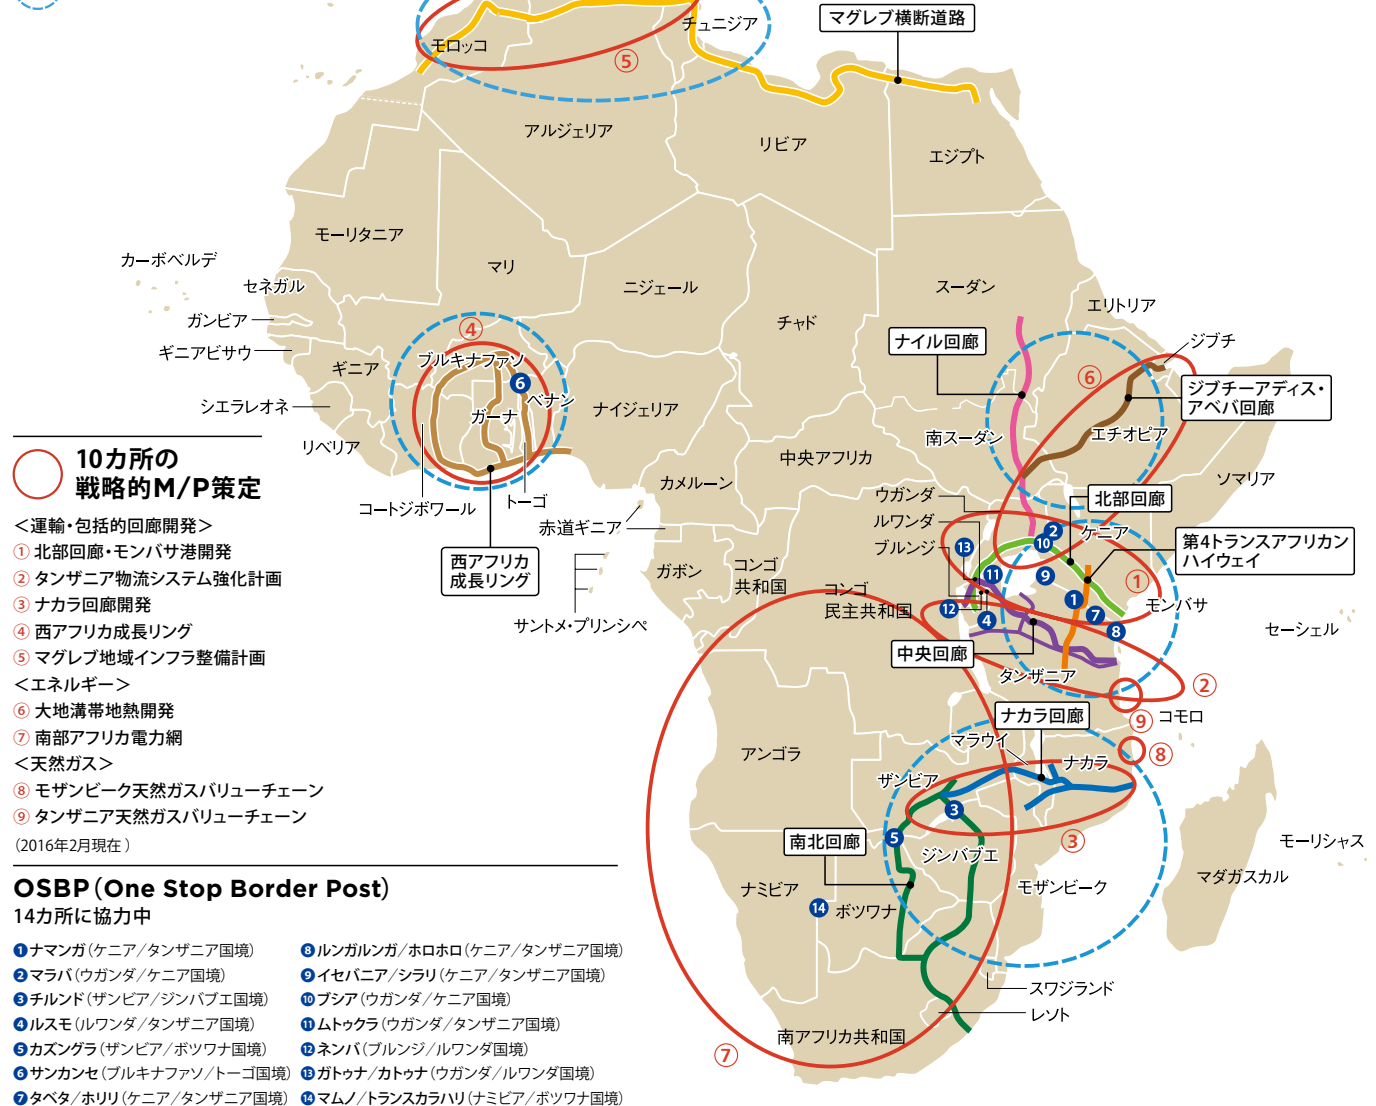 マグレブ横断道路
チュニジア
モロッコ
⑤
アルジェリア
リビア
エジプト
モーリタニア
カーボベルデ
マリ
セネガル
ニジェール
スーダン
エリトリア
ガンビア
チャド
④
ナイル回廊
ジブチ
ギニアビサウ
ギニア
ブルキナファソ
⑥
⑥
ジブチーアディス・
アベバ回廊
ベナン
シエラレオネ
ガーナ
ナイジェリア
南スーダン
エチオピア
リベリア
中央アフリカ
ソマリア
カメルーン
コートジボワール
トーゴ
ウガンダ
北部回廊
赤道ギニア
ルワンダ
②
ケニア
ブルンジ
⑬
⑩
第4トランスアフリカン
ハイウェイ
西アフリカ
成長リング
ガボン
コンゴ
共和国
⑪
⑨
①
コンゴ
民主共和国
⑫
④
①
⑦
モンバサ
サントメ・プリンシペ
⑧
セーシェル
中央回廊
タンザニア
②
ナカラ回廊
⑨
コモロ
アンゴラ
マラウイ
ナカラ
⑧
ザンビア
③
⑤
南北回廊
ジンバブエ
③
モーリシャス
ナミビア
モザンビーク
マダガスカル
⑭
ボツワナ
スワジランド
レソト
南アフリカ共和国
⑦
10カ所の
戦略的M/P策定
＜運輸・包括的回廊開発＞
① 北部回廊・モンバサ港開発
② タンザニア物流システム強化計画
③ ナカラ回廊開発
④ 西アフリカ成長リング
⑤ マグレブ地域インフラ整備計画
＜エネルギー＞
⑥ 大地溝帯地熱開発
⑦ 南部アフリカ電力網
＜天然ガス＞
⑧ モザンビーク天然ガスバリューチェーン
⑨ タンザニア天然ガスバリューチェーン
（2016年2月現在）
OSBP（One Stop Border Post）
14カ所に協力中
❶ナマンガ（ケニア／タンザニア国境）
❷マラバ（ウガンダ／ケニア国境）
❸チルンド（ザンビア／ジンバブエ国境）
❹ルスモ（ルワンダ／タンザニア国境）
❺カズングラ（ザンビア／ボツワナ国境）
❻サンカンセ（ブルキナファソ／トーゴ国境）
❼タベタ／ホリリ（ケニア／タンザニア国境）
❽ルンガルンガ／ホロホロ（ケニア／タンザニア国境）
❾イセバニア／シラリ（ケニア／タンザニア国境）
❿ブシア（ウガンダ／ケニア国境）
⓫ムトゥクラ（ウガンダ／タンザニア国境）
⓬ネンバ（ブルンジ／ルワンダ国境）
⓭ガトゥナ／カトゥナ（ウガンダ／ルワンダ国境）
⓮マムノ／トランスカラハリ（ナミビア／ボツワナ国境）